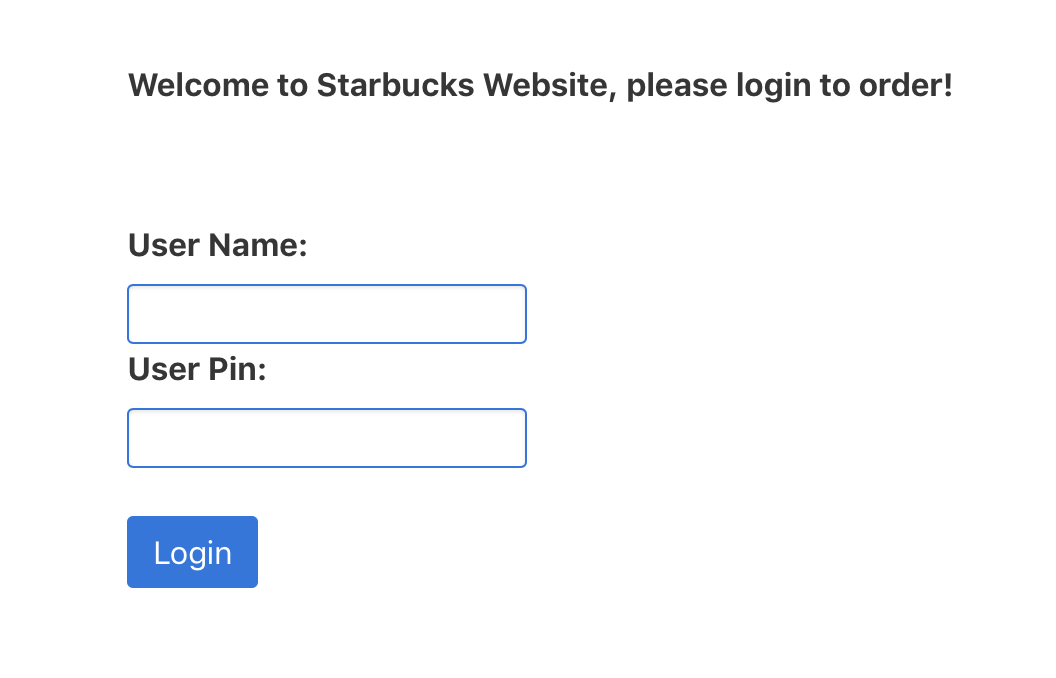 Welcome to Starbucks Website, please login to order!
User Name:
User Pin:
Login